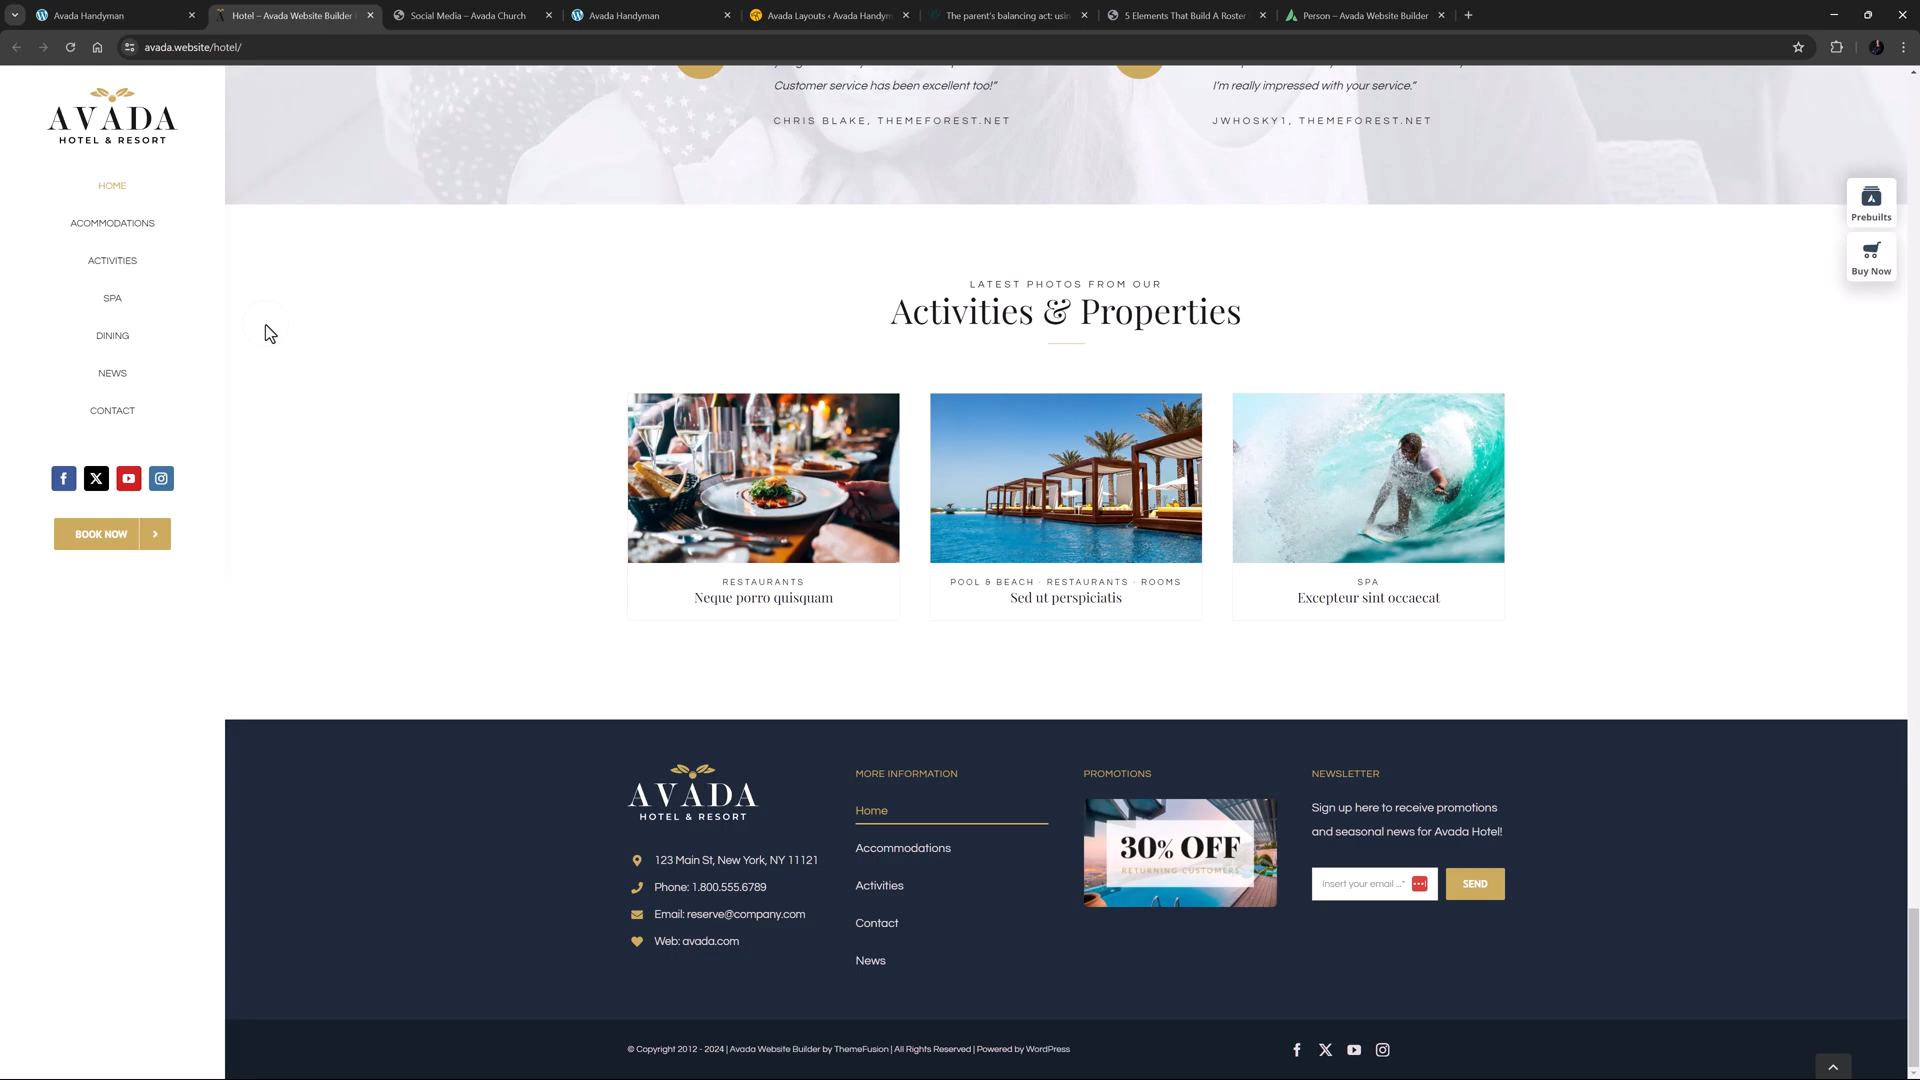 Avada Handyman
Hotel – Avada Website Builder
Social Media – Avada Church
Avada Handyman
Avada Layouts ‹ Avada Handym
The parent's balancing act: usin
5 Elements That Build A Roster
Person – Avada Website Builder
avada.website/hotel/
Customer service has been excellent too!”
I’m really impressed with your service.”
CHRIS BLAKE, THEMEFOREST.NET
JWHOSKY1, THEMEFOREST.NET
AVADA
HOTEL & RESORT
HOME
ACOMMODATIONS
ACTIVITIES
SPA
DINING
NEWS
CONTACT
BOOK NOW
Prebuilts
Buy Now
LATEST PHOTOS FROM OUR
Activities & Properties
RESTAURANTS
Neque porro quisquam
POOL & BEACH · RESTAURANTS · ROOMS
Sed ut perspiciatis
SPA
Excepteur sint occaecat
AVADA
HOTEL & RESORT
123 Main St, New York, NY 11121
Phone: 1.800.555.6789
Email: reserve@company.com
Web: avada.com
MORE INFORMATION
Home
Accommodations
Activities
Contact
News
PROMOTIONS
30% OFF
RETURNING CUSTOMERS
NEWSLETTER
Sign up here to receive promotions
and seasonal news for Avada Hotel!
Insert your email ...*
SEND
© Copyright 2012 - 2024 | Avada Website Builder by ThemeFusion | All Rights Reserved | Powered by WordPress